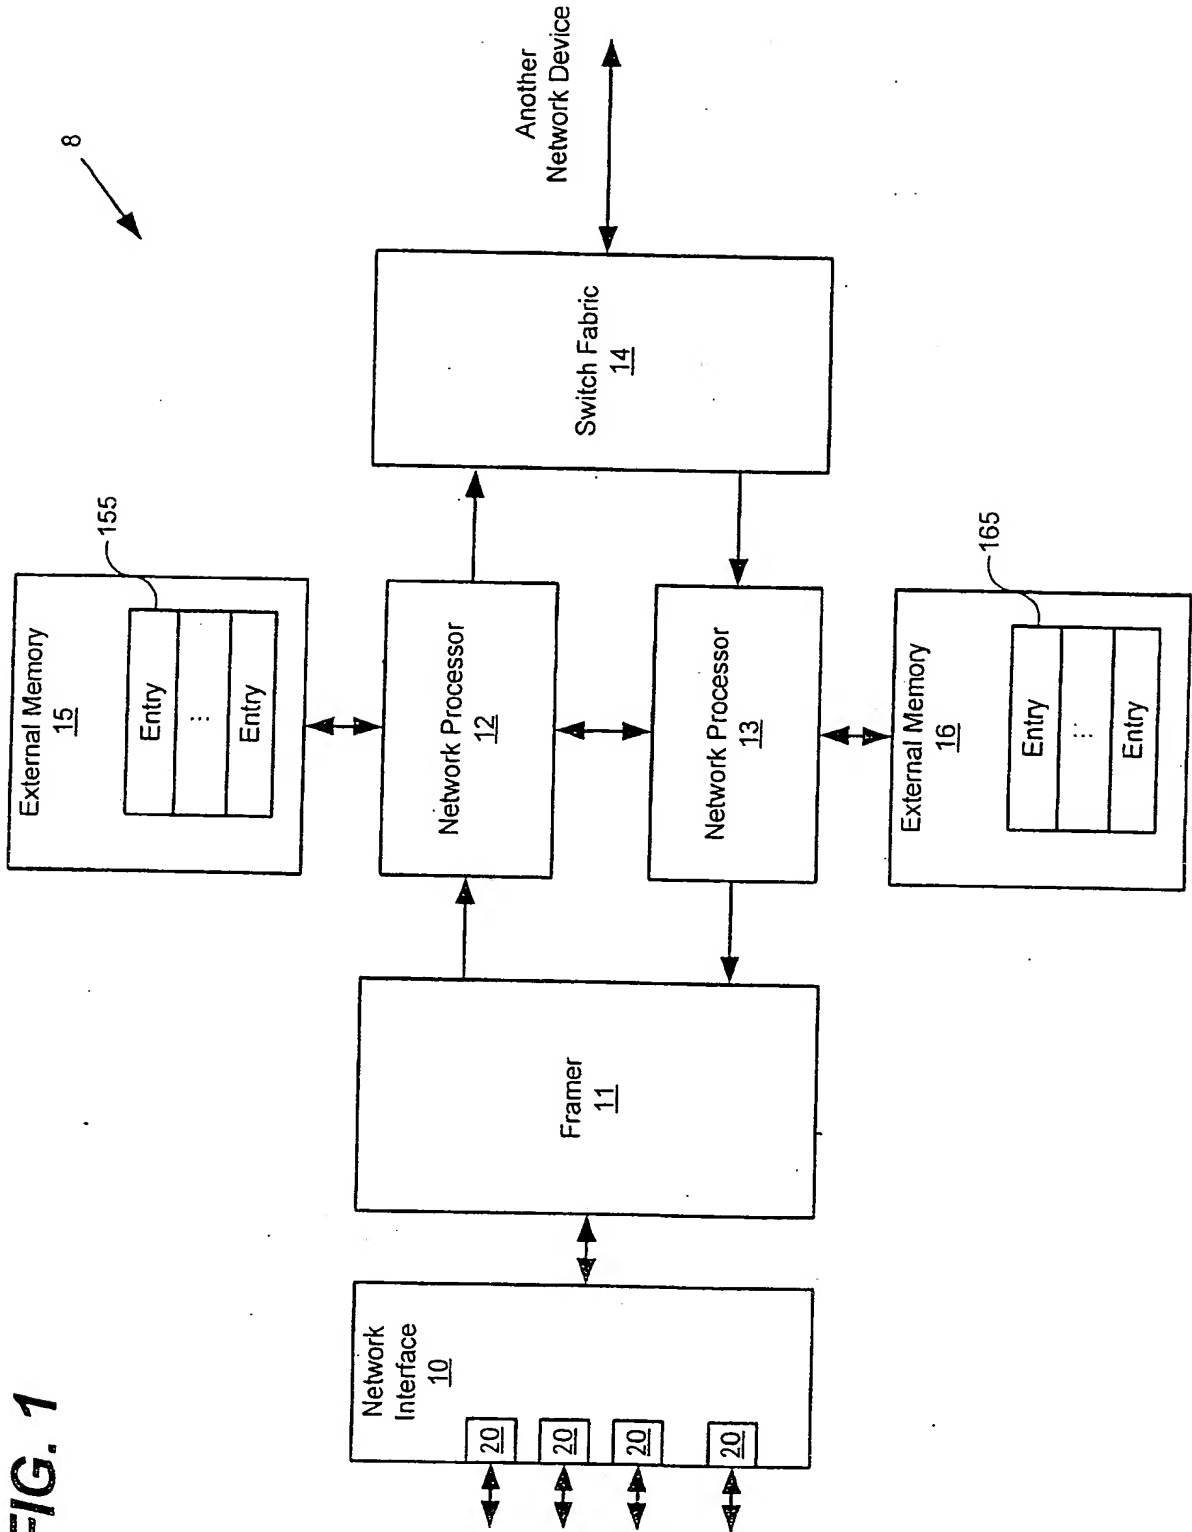 FIG. 1
8
Network
Interface
10
20
20
20
20
Framer
11
External Memory
15
Entry
...
Entry
155
Network Processor
12
Network Processor
13
External Memory
16
Entry
...
Entry
165
Switch Fabric
14
Another
Network Device